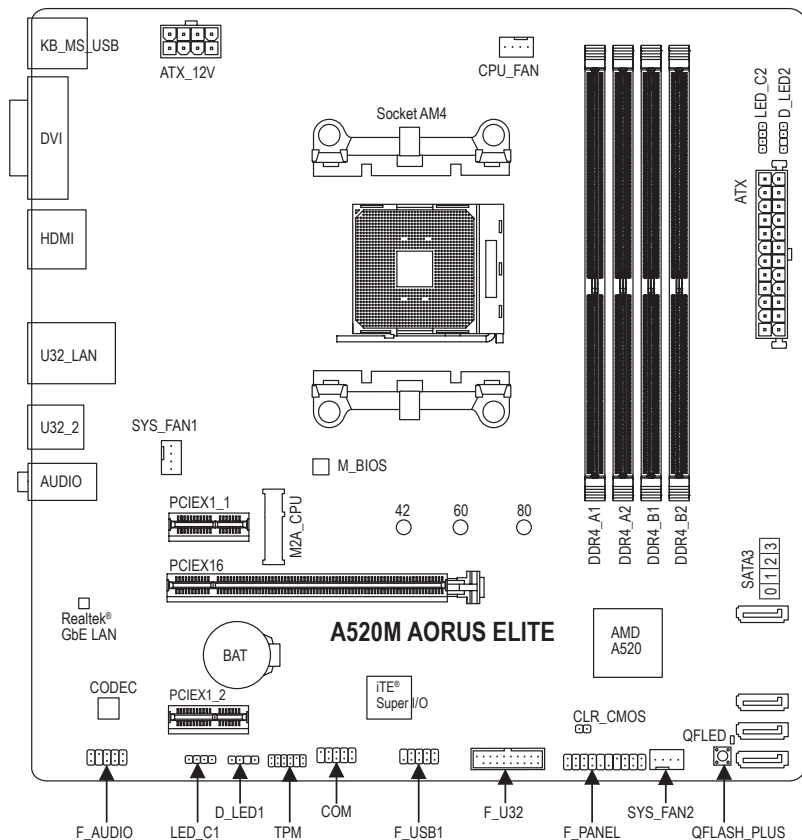 KB_MS_USB
ATX_12V
CPU_FAN
LED_C2
D_LED2
DVI
Socket AM4
ATX
HDMI
U32_LAN
U32_2
SYS_FAN1
AUDIO
M_BIOS
PCIEX1_1
M2A_CPU
42
60
80
DDR4_A1
DDR4_A2
DDR4_B1
DDR4_B2
SATA3
0 1 2 3
PCIEX16
Realtek®
GbE LAN
A520M AORUS ELITE
AMD
A520
BAT
CODEC
PCIEX1_2
iTE®
Super I/O
CLR_CMOS
QFLED
F_AUDIO
LED_C1
D_LED1
TPM
COM
F_USB1
F_U32
F_PANEL
SYS_FAN2
QFLASH_PLUS